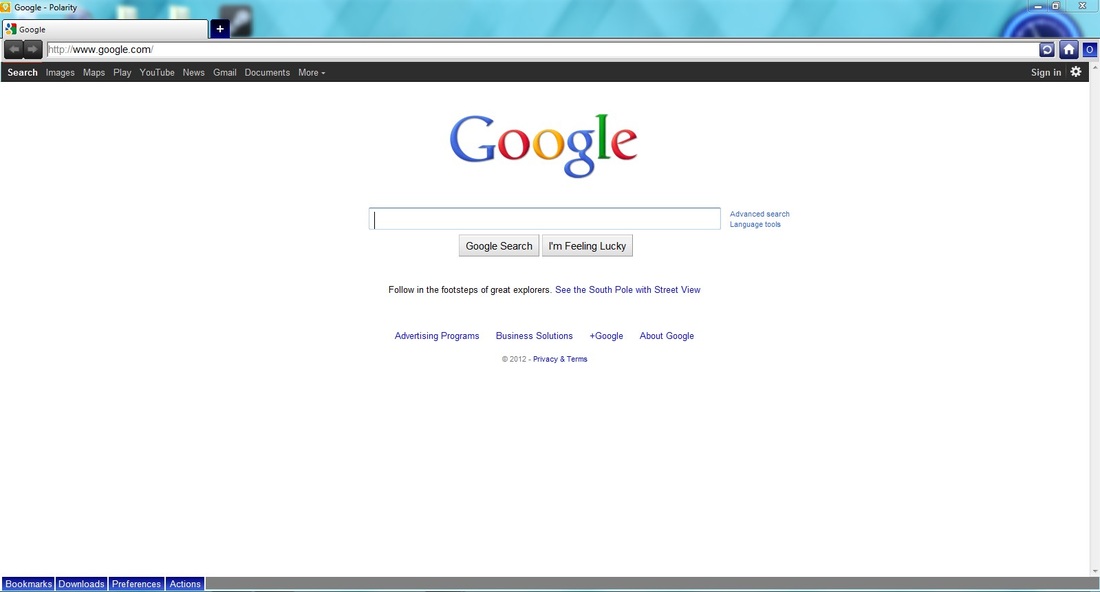 Google - Polarity
Google
+
http://www.google.com/
O
Search Images Maps Play YouTube News Gmail Documents More
Sign in
Google
Advanced search
Language tools
Google Search I'm Feeling Lucky
Follow in the footsteps of great explorers. See the South Pole with Street View
Advertising Programs Business Solutions +Google About Google
© 2012 - Privacy & Terms
Bookmarks Downloads Preferences Actions